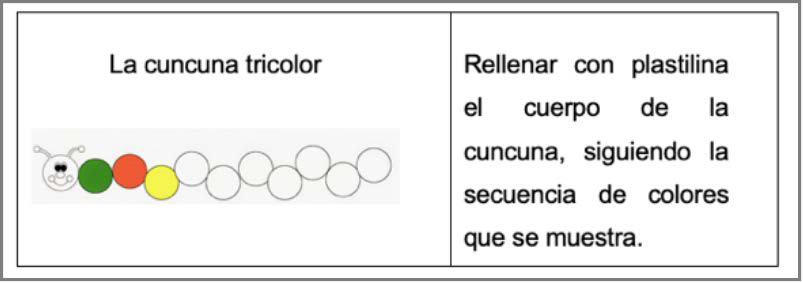 La cuncuna tricolor
Rellenar con plastilina
el cuerpo de la
cuncuna, siguiendo la
secuencia de colores
que se muestra.